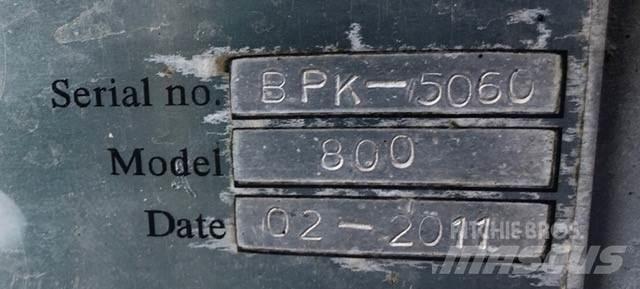 Serial no. BPK-5060
Model 800
Date 02-2011
RITCHIE BROS.
mascus